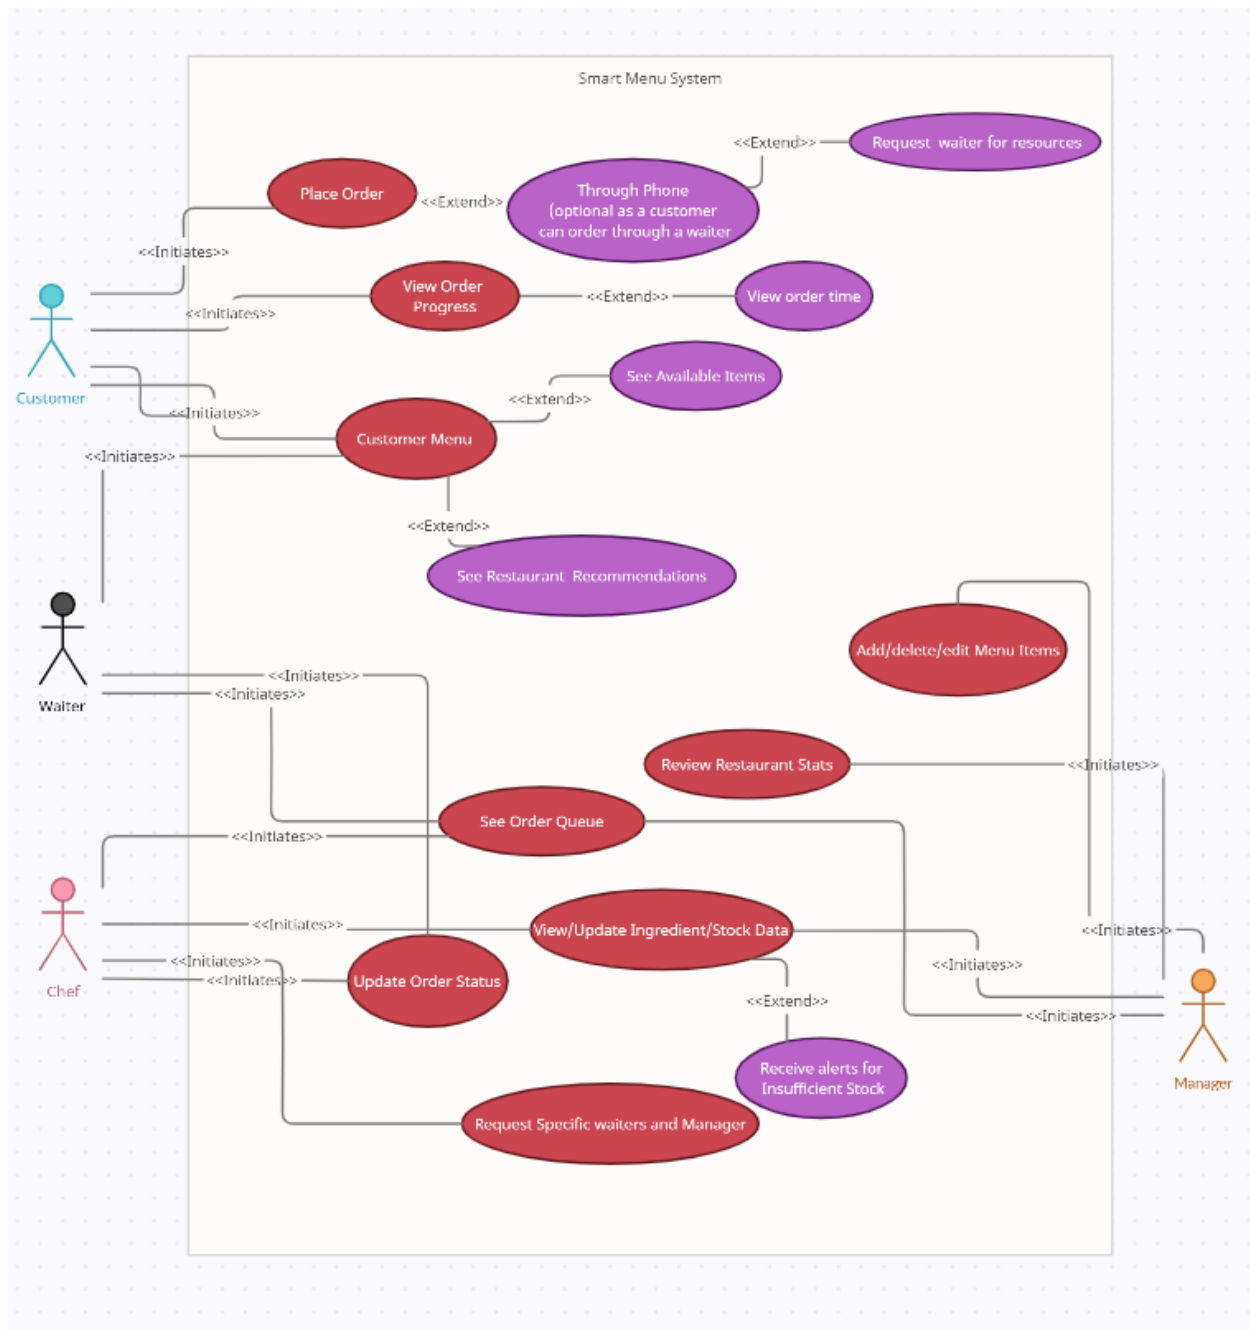 Smart Menu System
<<Extend>>
Request  waiter for resources
Place Order
<<Extend>>
Through Phone
(optional as a customer
can order through a waiter
<<Initiates>>
View Order
Progress
<<Extend>>
View order time
<<Initiates>>
See Available Items
Customer
<<Extend>>
<<Initiates>>
Customer Menu
<<Initiates>>
<<Extend>>
See Restaurant  Recommendations
Add/delete/edit Menu Items
<<Initiates>>
<<Initiates>>
Waiter
Review Restaurant Stats
<<Initiates>>
See Order Queue
<<Initiates>>
<<Initiates>>
View/Update Ingredient/Stock Data
<<Initiates>>
<<Initiates>>
<<Initiates>>
<<Initiates>>
Update Order Status
Chef
<<Extend>>
<<Initiates>>
Receive alerts for
Insufficient Stock
Manager
Request Specific waiters and Manager